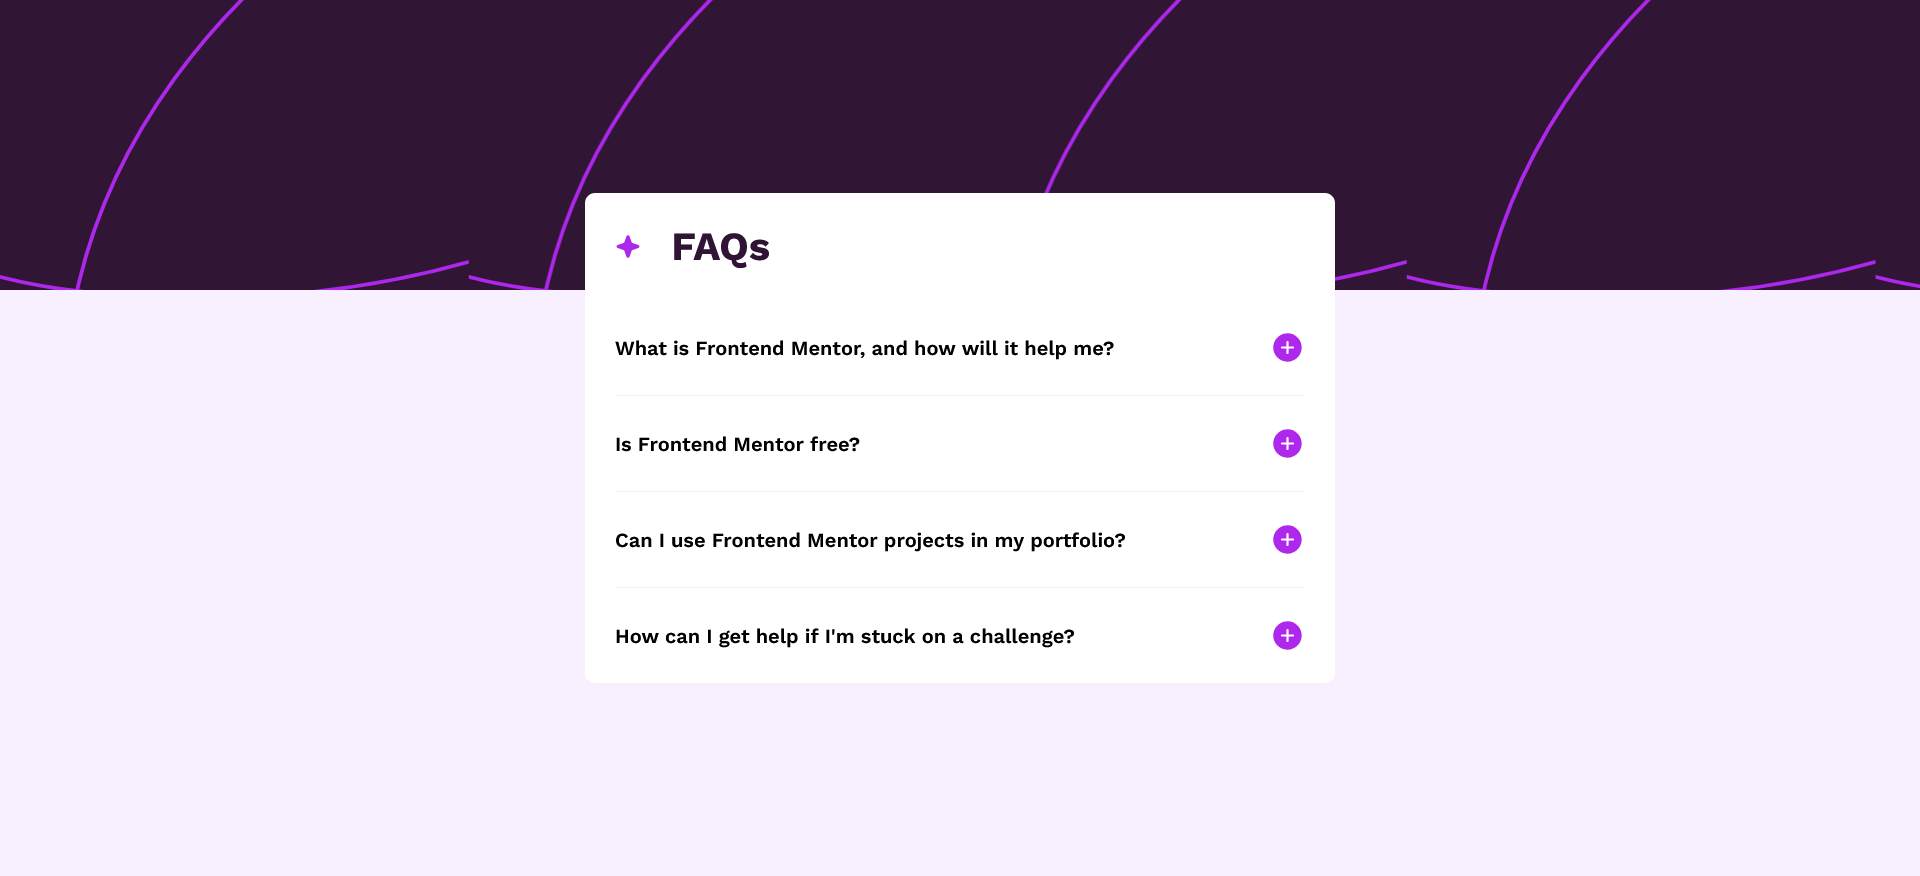 FAQs
What is Frontend Mentor, and how will it help me?
Is Frontend Mentor free?
Can I use Frontend Mentor projects in my portfolio?
How can I get help if I'm stuck on a challenge?